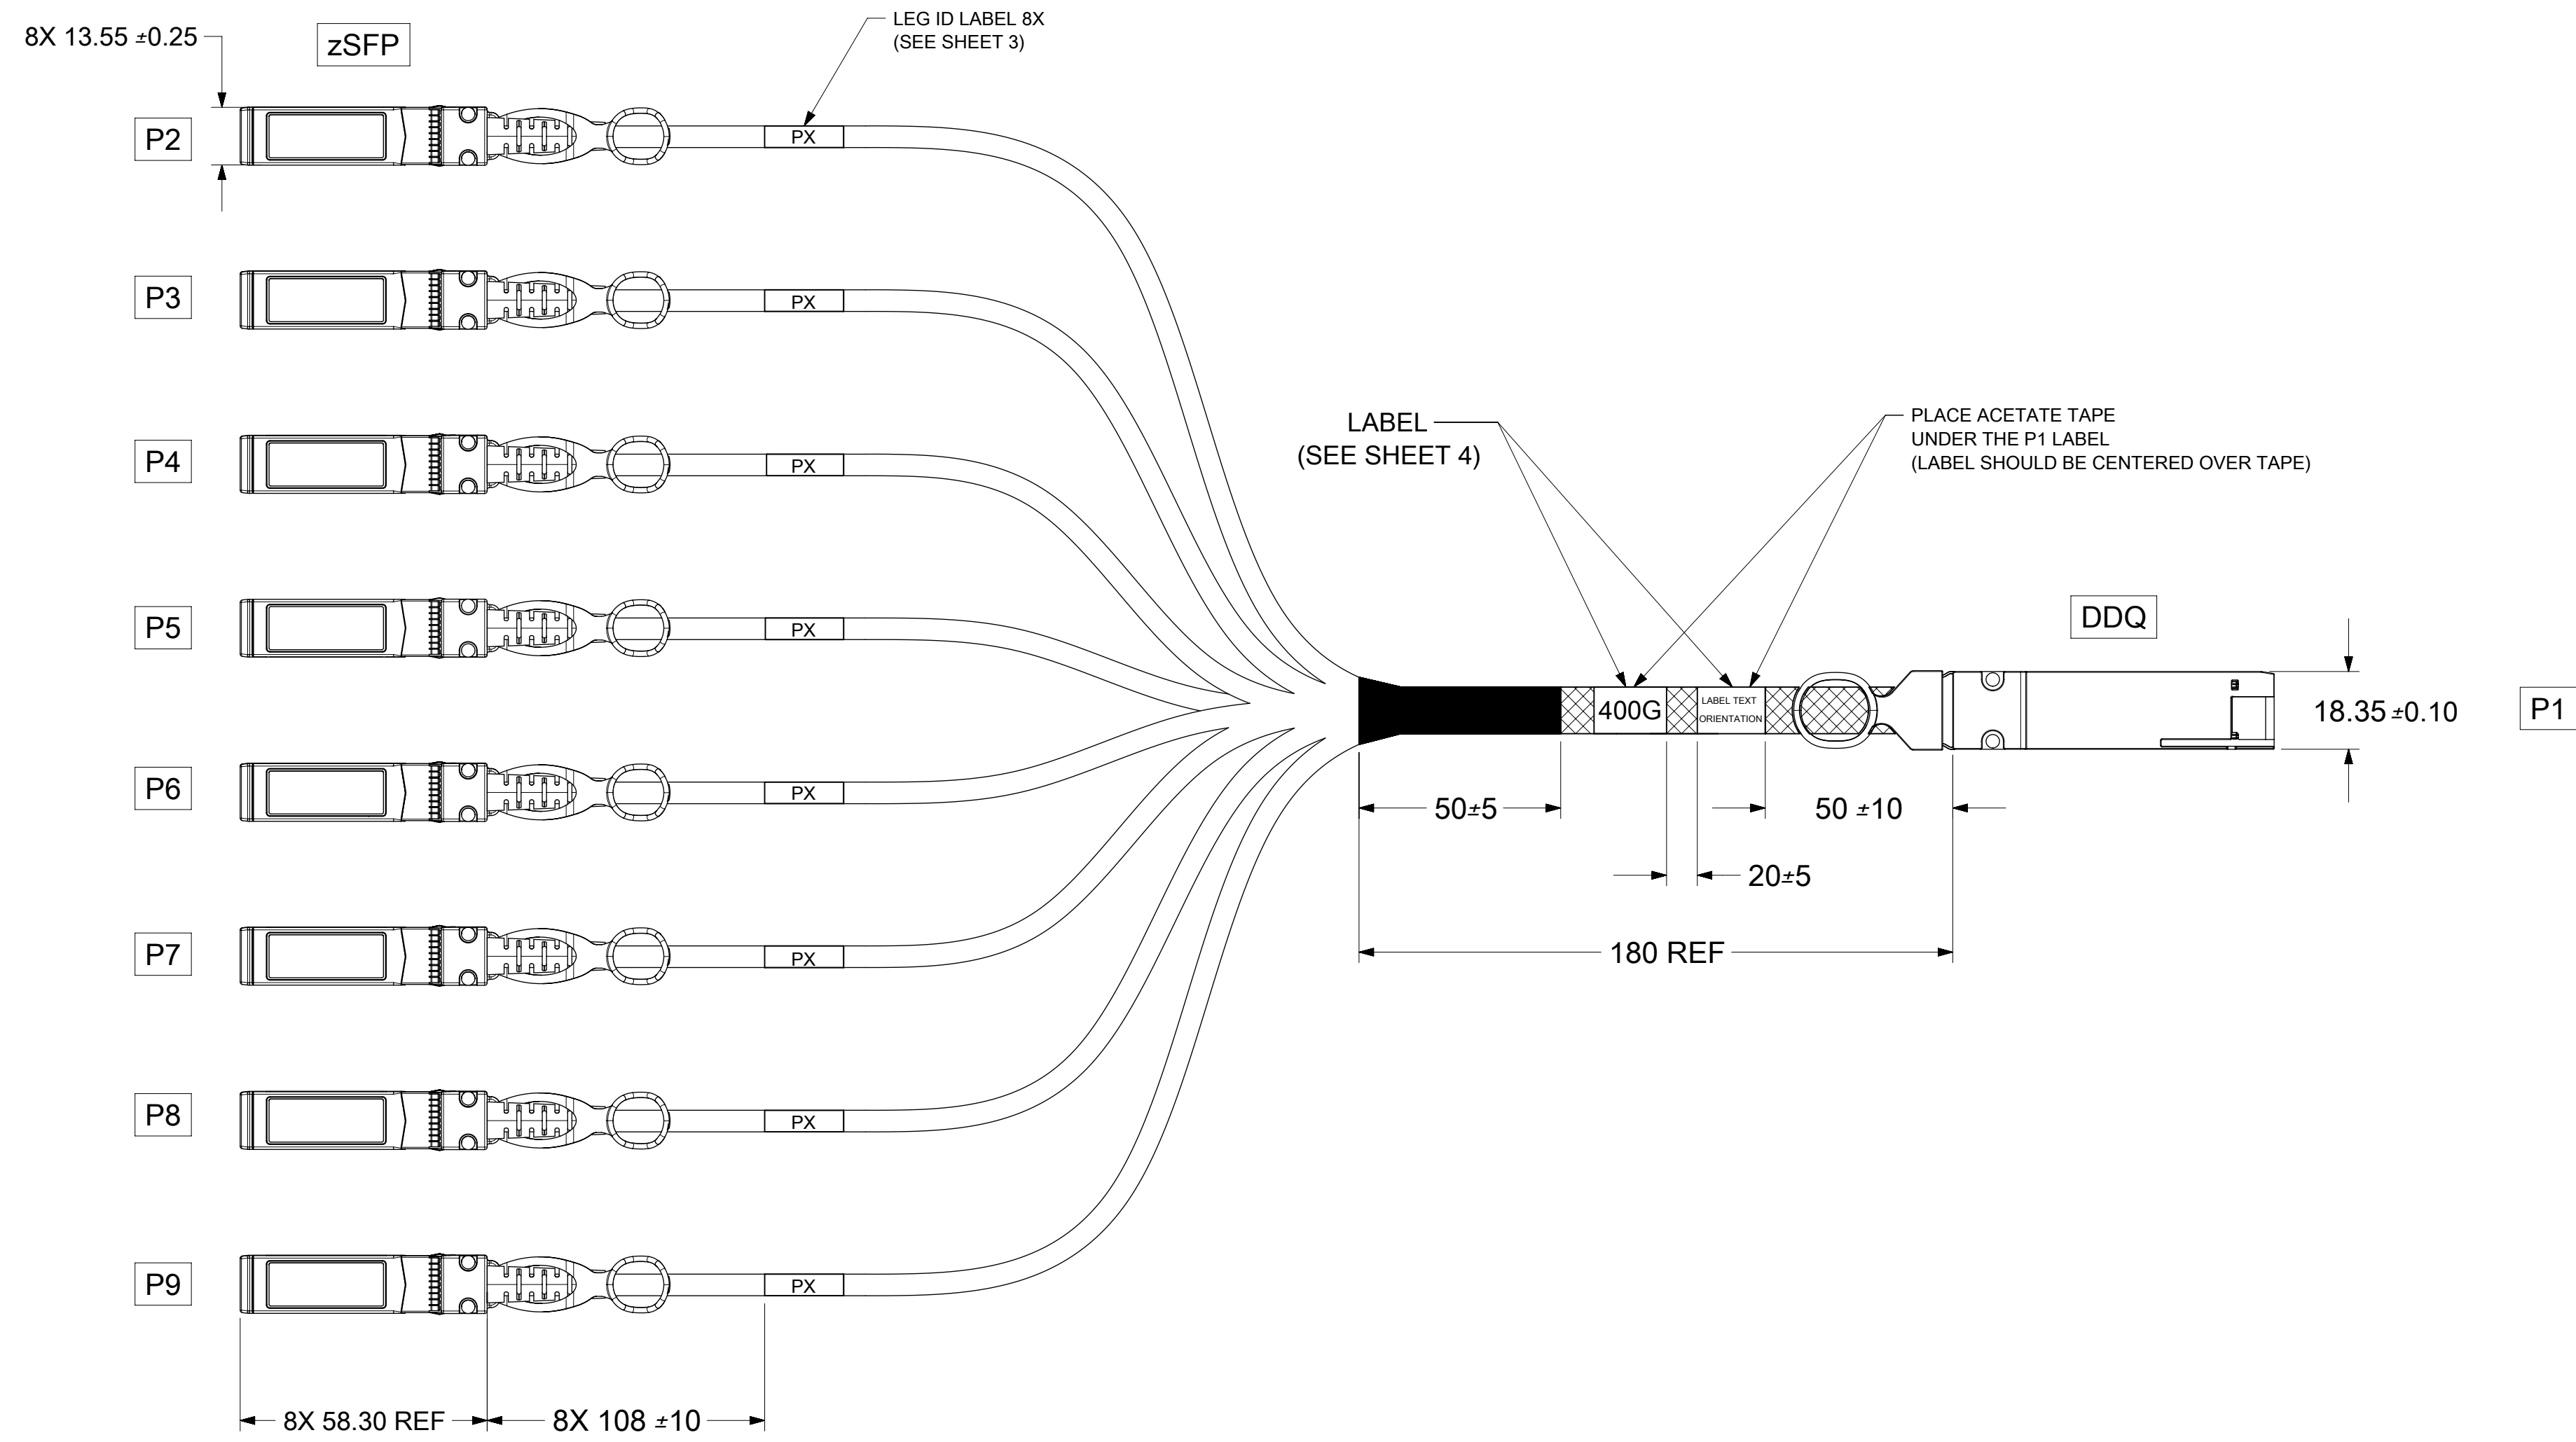 8X 13.55 ±0.25
zSFP
LEG ID LABEL 8X
(SEE SHEET 3)
P2
PX
P3
PX
P4
PX
LABEL
(SEE SHEET 4)
PLACE ACETATE TAPE
UNDER THE P1 LABEL
(LABEL SHOULD BE CENTERED OVER TAPE)
P5
PX
DDQ
400G
LABEL TEXT
ORIENTATION
18.35 ±0.10
P1
P6
PX
50±5
50 ±10
20±5
P7
PX
180 REF
P8
PX
P9
PX
8X 58.30 REF
8X 108 ±10